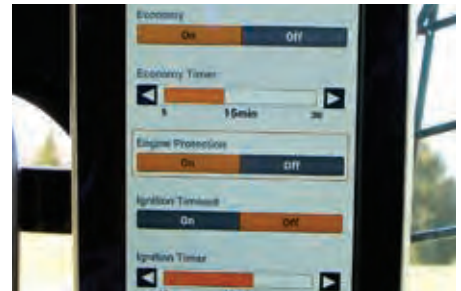 Economy
On Off
Economy Timer
5 15min 30
Engine Protection
On Off
Ignition Timeout
On Off
Ignition Timer